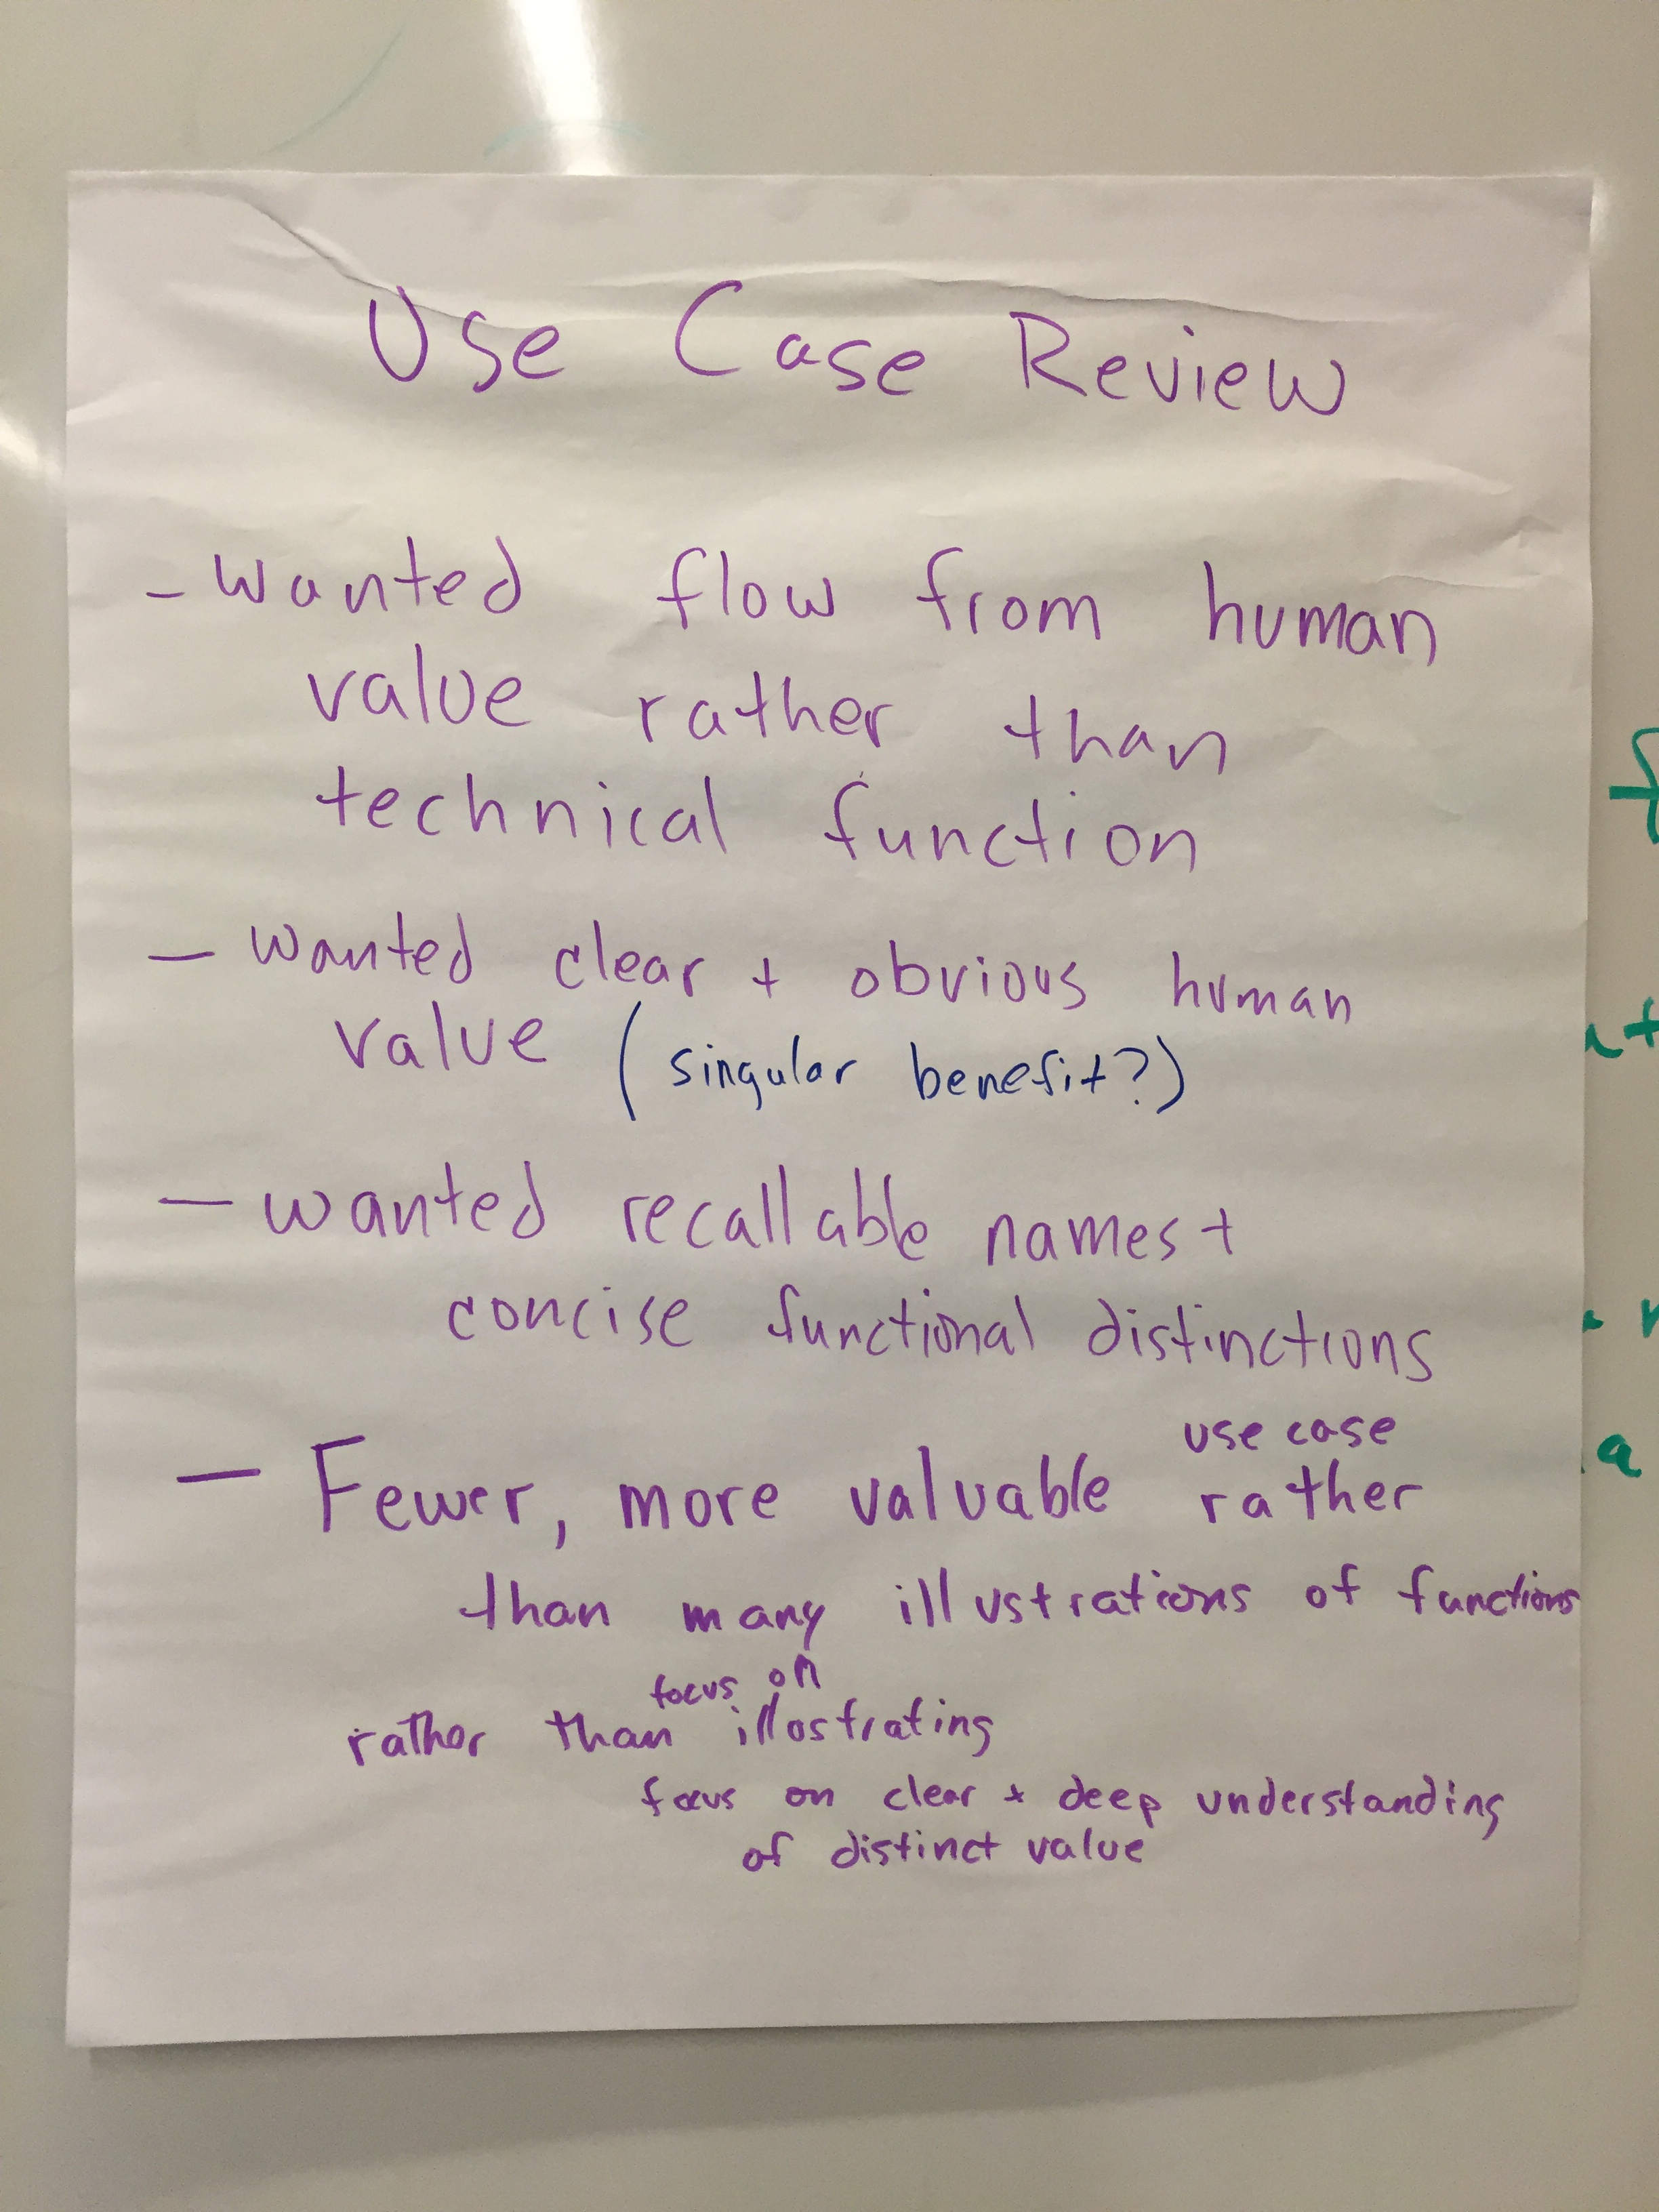 Use Case Review
- wanted flow from human
value rather than
technical function
- wanted clear + obvious human
value (singular benefit?)
- wanted recallable names +
concise functional distinctions
use case
- Fewer, more valuable rather
than many illustrations of functions
focus on
rather than illostrating
focus on clear + deep understanding
of distinct value